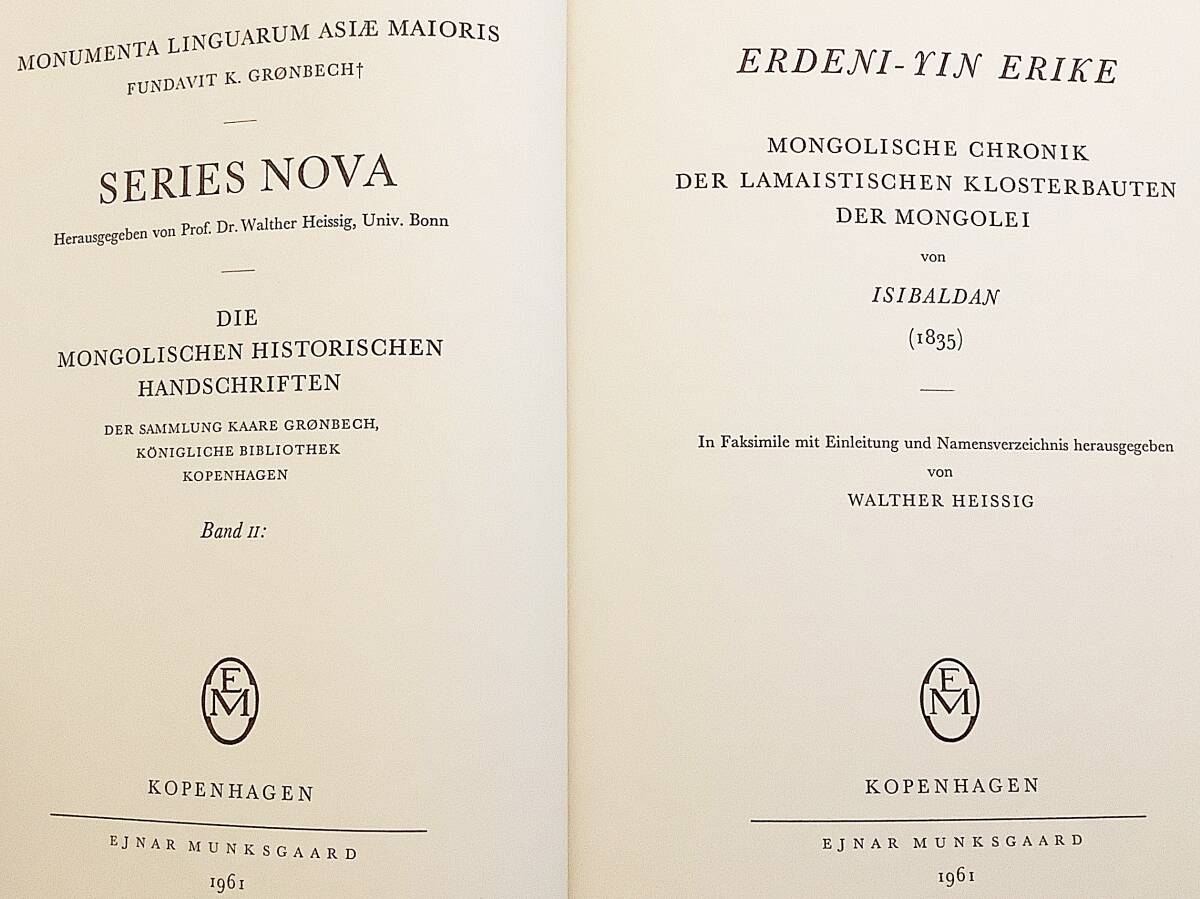 MONUMENTA LINGUARUM ASIÆ MAIORIS
FUNDAVIT K. GRØNBECH†
SERIES NOVA
Herausgegeben von Prof. Dr. Walther Heissig, Univ. Bonn
DIE
MONGOLISCHEN HISTORISCHEN
HANDSCHRIFTEN
DER SAMMLUNG KAARE GRØNBECH,
KÖNIGLICHE BIBLIOTHEK
KOPENHAGEN
Band II:
EM
KOPENHAGEN
EJNAR MUNKSGAARD
1961
ERDENI-YIN ERIKE
MONGOLISCHE CHRONIK
DER LAMAISTISCHEN KLOSTERBAUTEN
DER MONGOLEI
von
ISIBALDAN
(1835)
In Faksimile mit Einleitung und Namensverzeichnis herausgegeben
von
WALTHER HEISSIG
EM
KOPENHAGEN
EJNAR MUNKSGAARD
1961